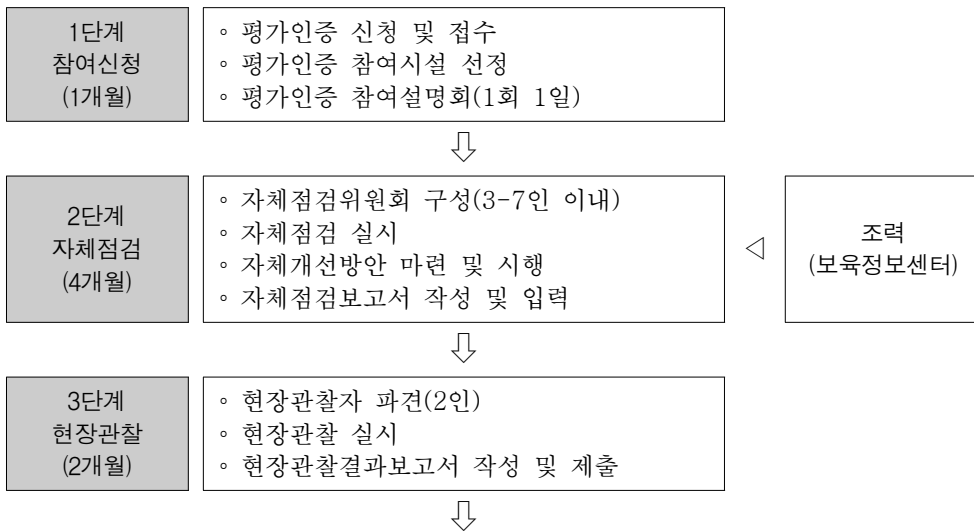 1단계
참여신청
(1개월)
◦ 평가인증 신청 및 접수
◦ 평가인증 참여시설 선정
◦ 평가인증 참여설명회(1회 1일)
2단계
자체점검
(4개월)
◦ 자체점검위원회 구성(3-7인 이내)
◦ 자체점검 실시
◦ 자체개선방안 마련 및 시행
◦ 자체점검보고서 작성 및 입력
조력
(보육정보센터)
3단계
현장관찰
(2개월)
◦ 현장관찰자 파견(2인)
◦ 현장관찰 실시
◦ 현장관찰결과보고서 작성 및 제출